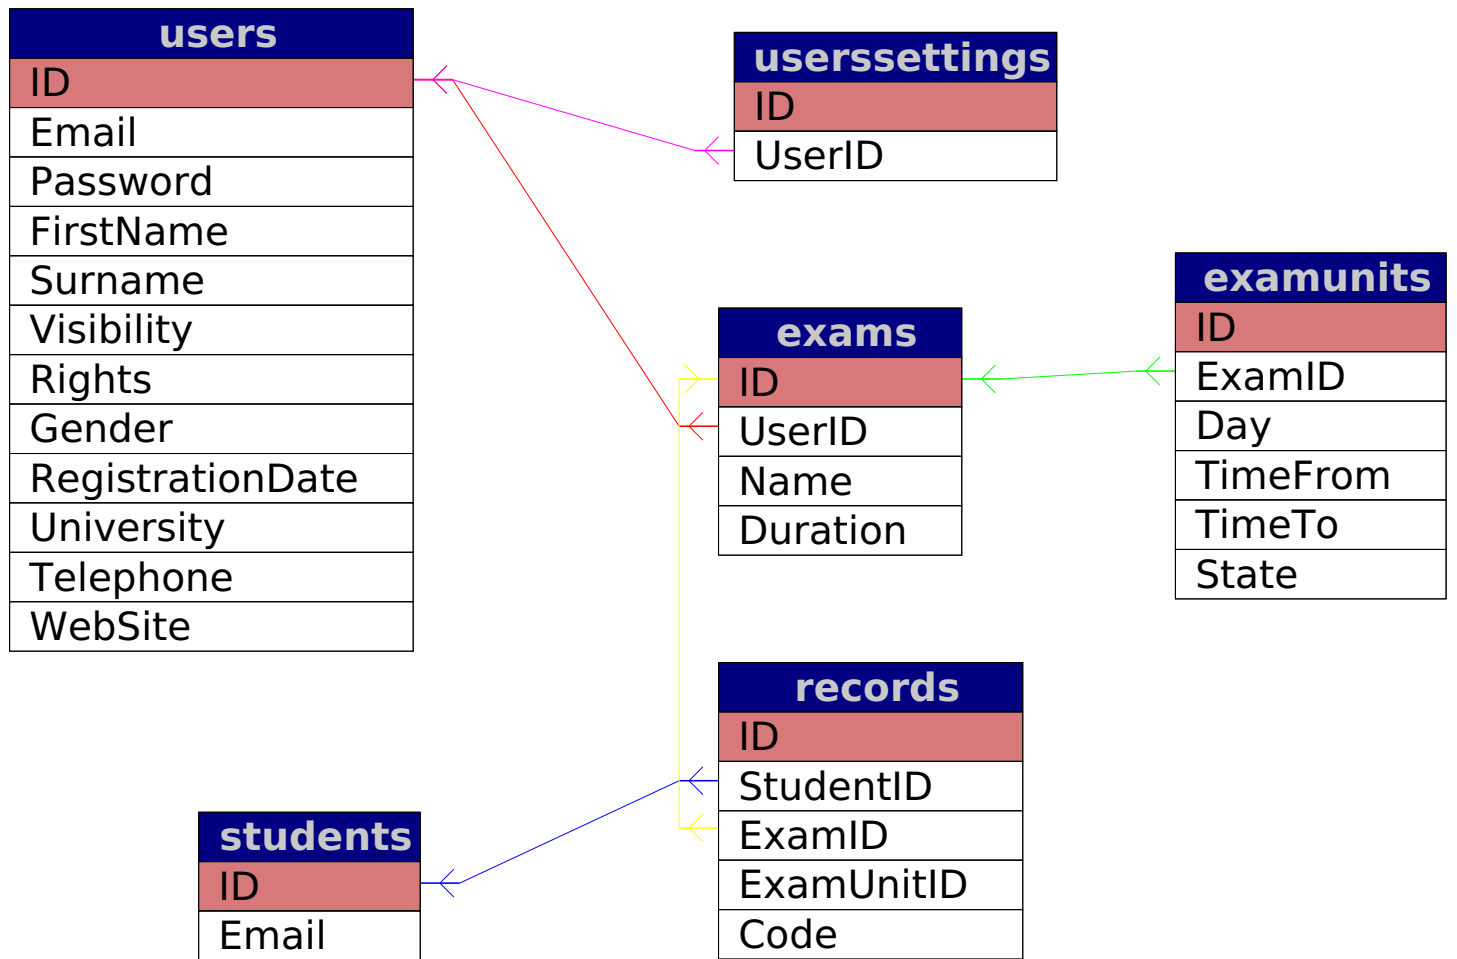 users
ID
Email
Password
FirstName
Surname
Visibility
Rights
Gender
RegistrationDate
University
Telephone
WebSite
userssettings
ID
UserID
exams
ID
UserID
Name
Duration
examunits
ID
ExamID
Day
TimeFrom
TimeTo
State
students
ID
Email
records
ID
StudentID
ExamID
ExamUnitID
Code